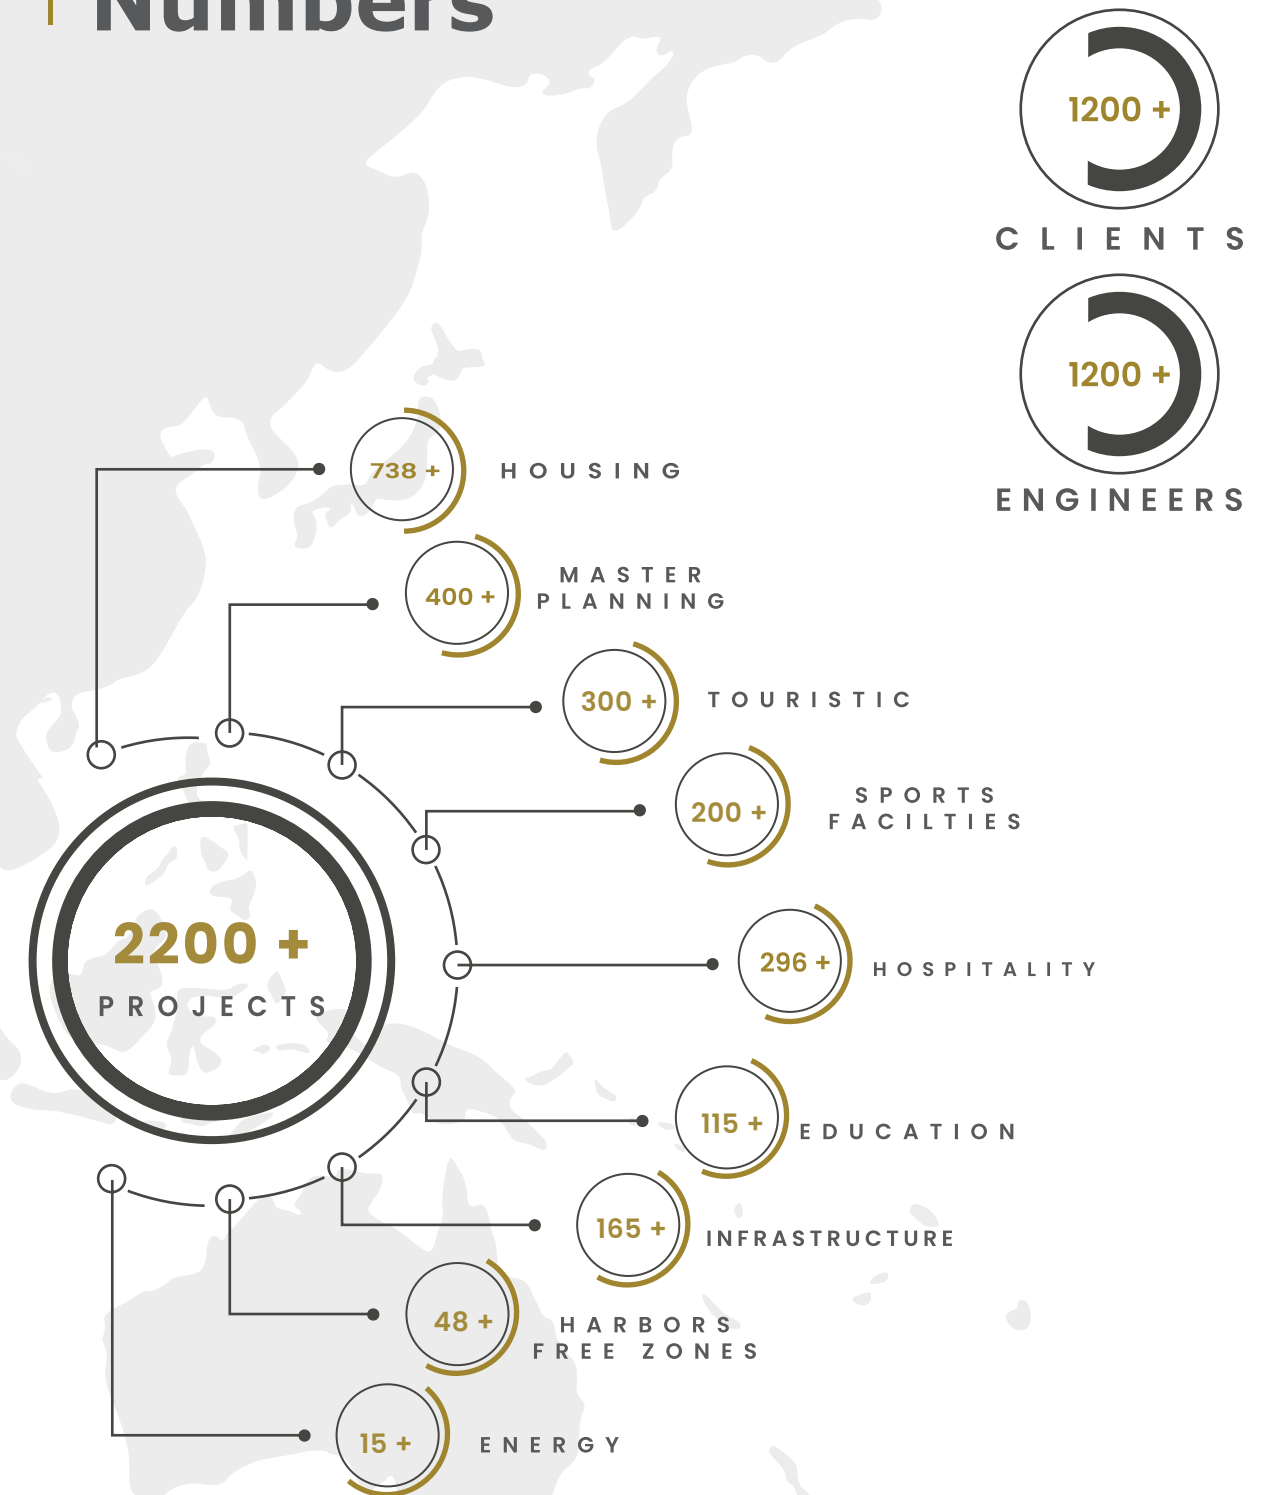 Numbers
1200 +
CLIENTS
1200 +
ENGINEERS
738 +
HOUSING
400 +
MASTER
PLANNING
300 +
TOURISTIC
200 +
SPORTS
FACILTIES
2200 +
PROJECTS
296 +
HOSPITALITY
115 +
EDUCATION
165 +
INFRASTRUCTURE
48 +
HARBORS
FREE ZONES
15 +
ENERGY